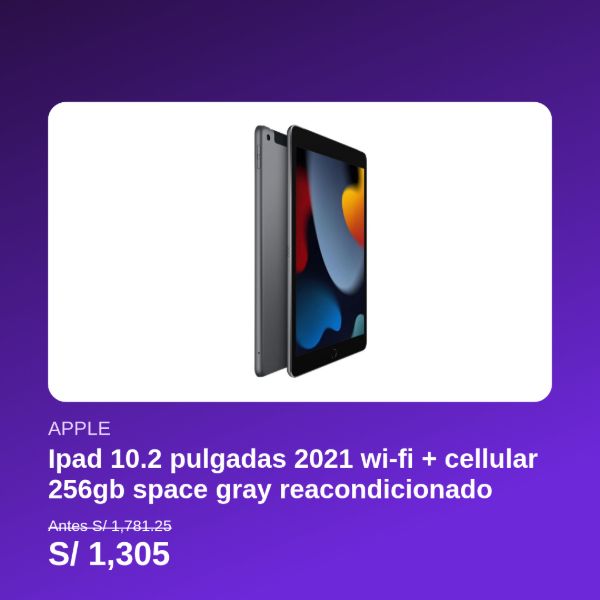 APPLE
Ipad 10.2 pulgadas 2021 wi-fi + cellular
256gb space gray reacondicionado
Antes S/ 1,781.25
S/ 1,305